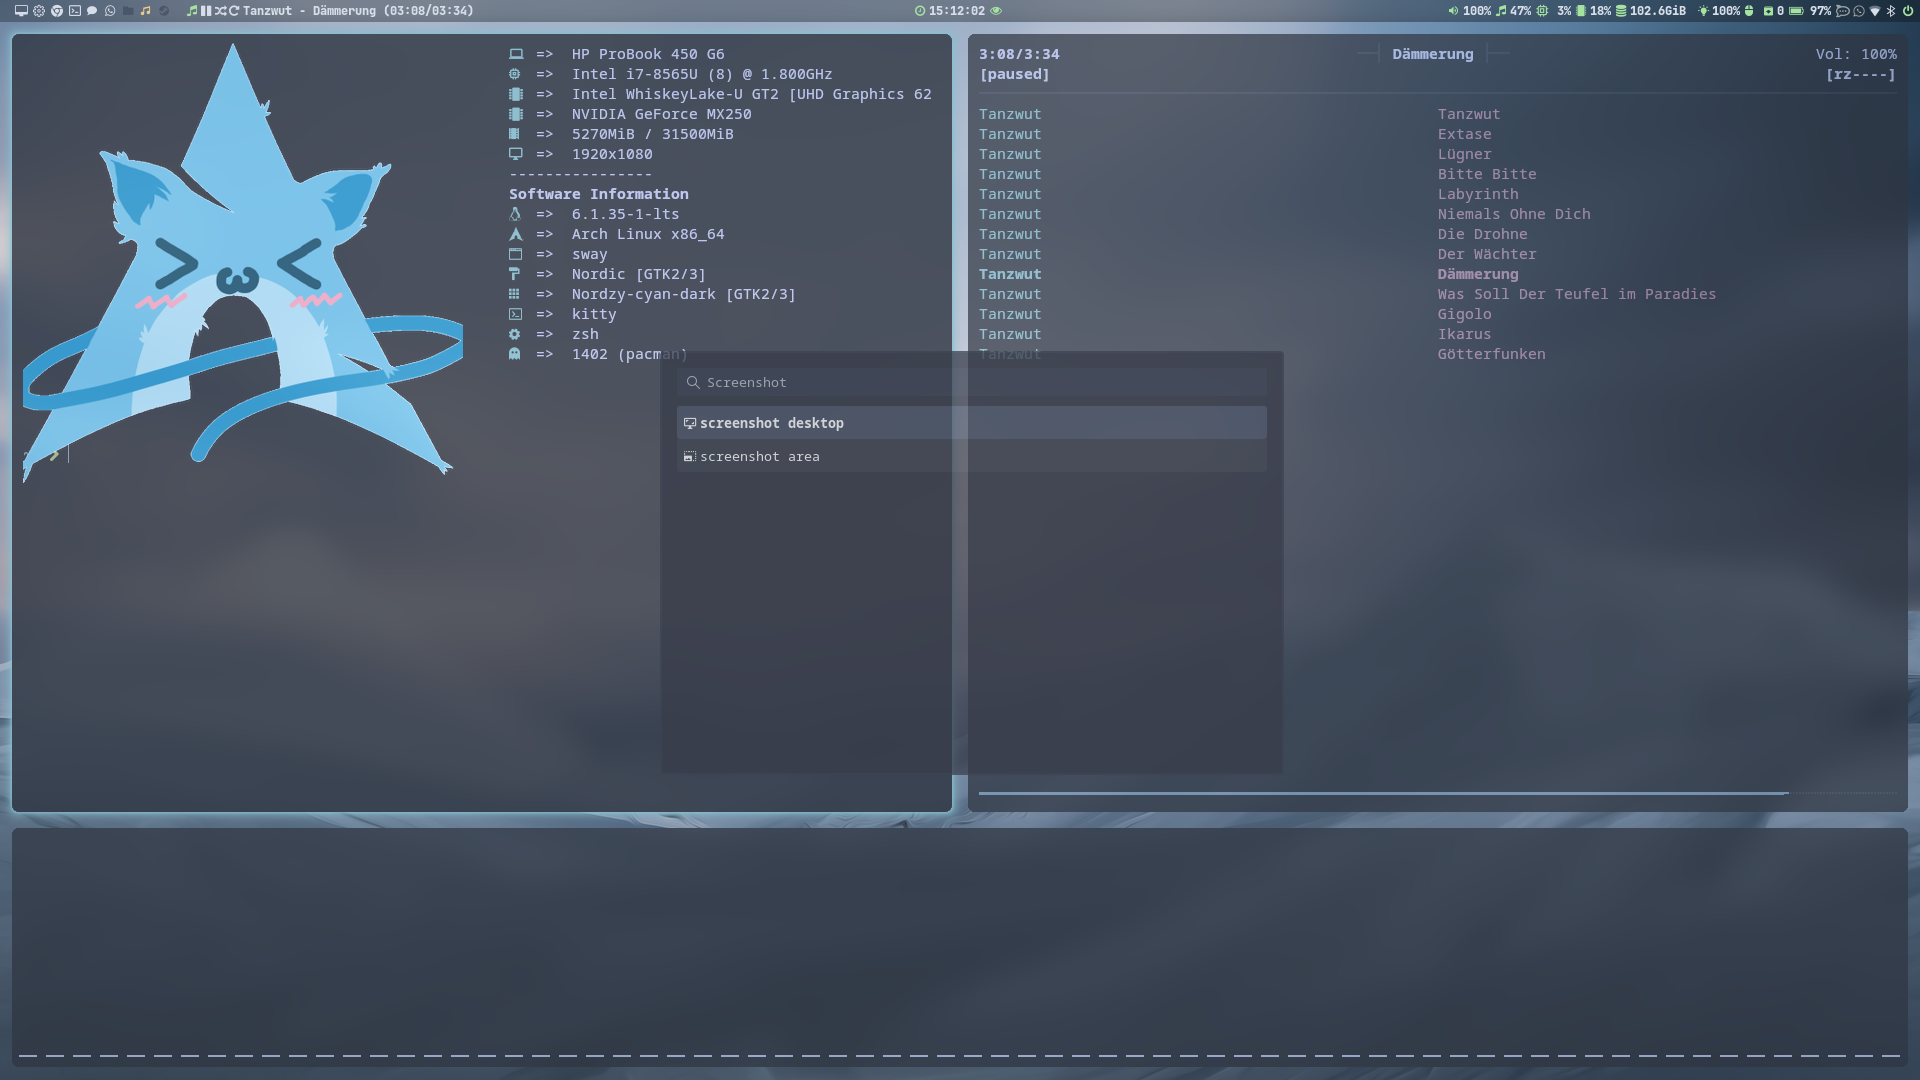 Tanzwut - Dämmerung (03:08/03:34)
15:12:02
100% 47% 3% 18% 102.6GiB 100% 0 97%
=> HP ProBook 450 G6
=> Intel i7-8565U (8) @ 1.800GHz
=> Intel WhiskeyLake-U GT2 [UHD Graphics 62
=> NVIDIA GeForce MX250
=> 5270MiB / 31500MiB
=> 1920x1080
----------------
Software Information
=> 6.1.35-1-lts
=> Arch Linux x86_64
=> sway
=> Nordic [GTK2/3]
=> Nordzy-cyan-dark [GTK2/3]
=> kitty
=> zsh
=> 1402 (pacman)
3:08/3:34 Dämmerung Vol: 100%
[paused] [rz----]
Tanzwut Tanzwut
Tanzwut Extase
Tanzwut Lügner
Tanzwut Bitte Bitte
Tanzwut Labyrinth
Tanzwut Niemals Ohne Dich
Tanzwut Die Drohne
Tanzwut Der Wächter
Tanzwut Dämmerung
Tanzwut Was Soll Der Teufel im Paradies
Tanzwut Gigolo
Tanzwut Ikarus
Tanzwut Götterfunken
Screenshot
screenshot desktop
screenshot area